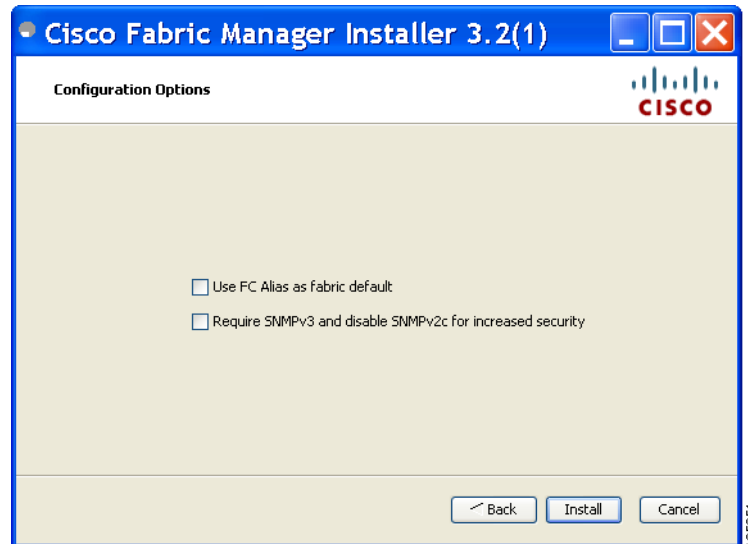 Cisco Fabric Manager Installer 3.2(1)
Configuration Options
CISCO
Use FC Alias as fabric default
Require SNMPv3 and disable SNMPv2c for increased security
Back
Install
Cancel